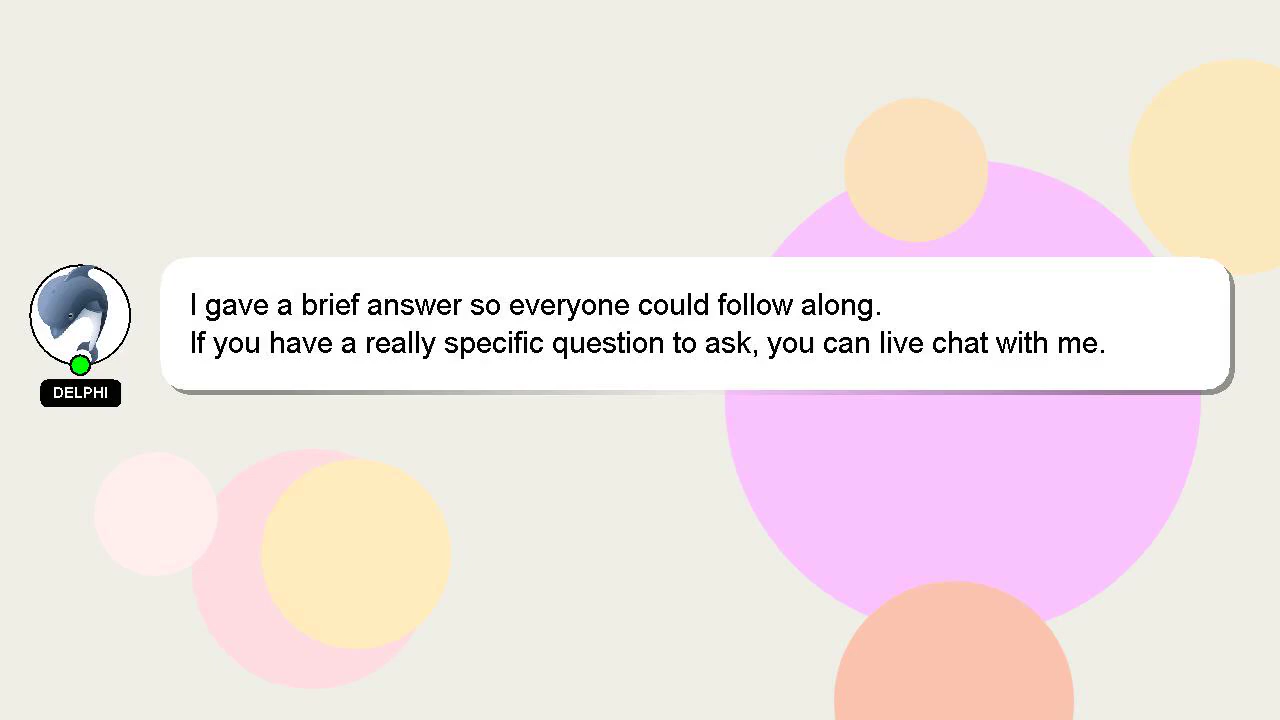 I gave a brief answer so everyone could follow along.
If you have a really specific question to ask, you can live chat with me.
DELPHI